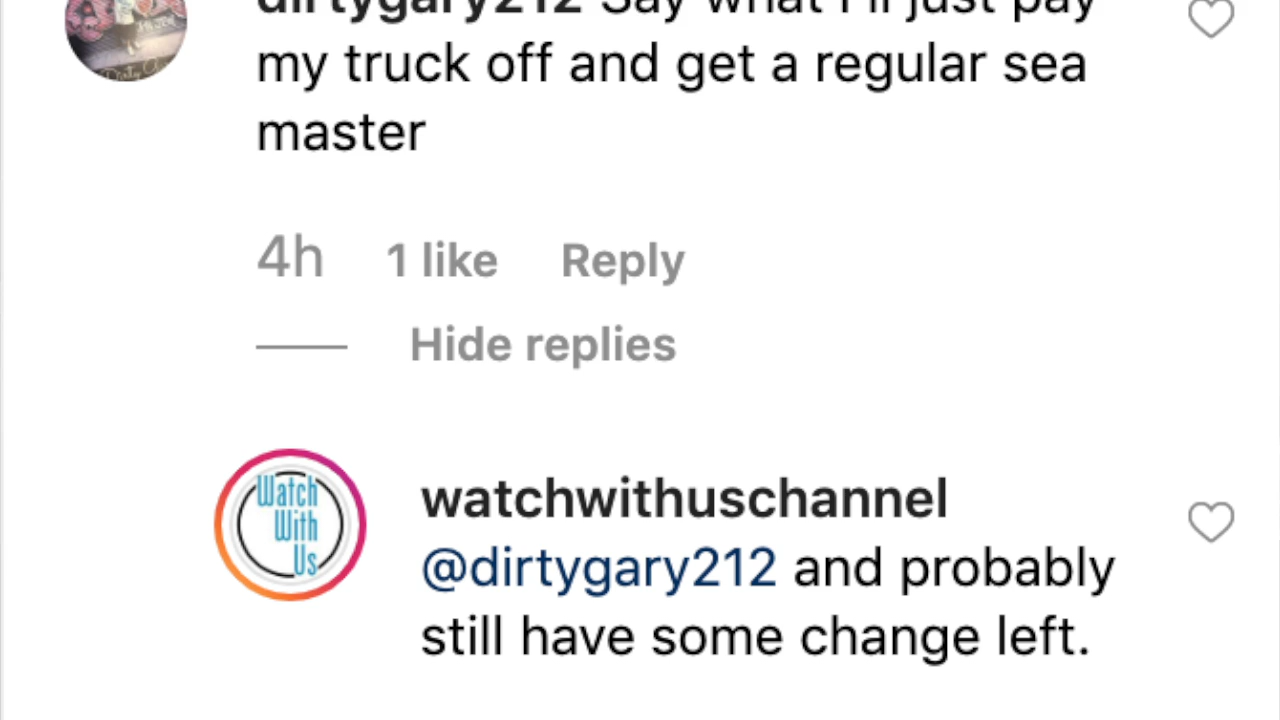 dirtygary212 Say what I'll just pay
my truck off and get a regular sea
master
4h 1 like Reply
Hide replies
Watch
With
Us
watchwithuschannel
@dirtygary212 and probably
still have some change left.